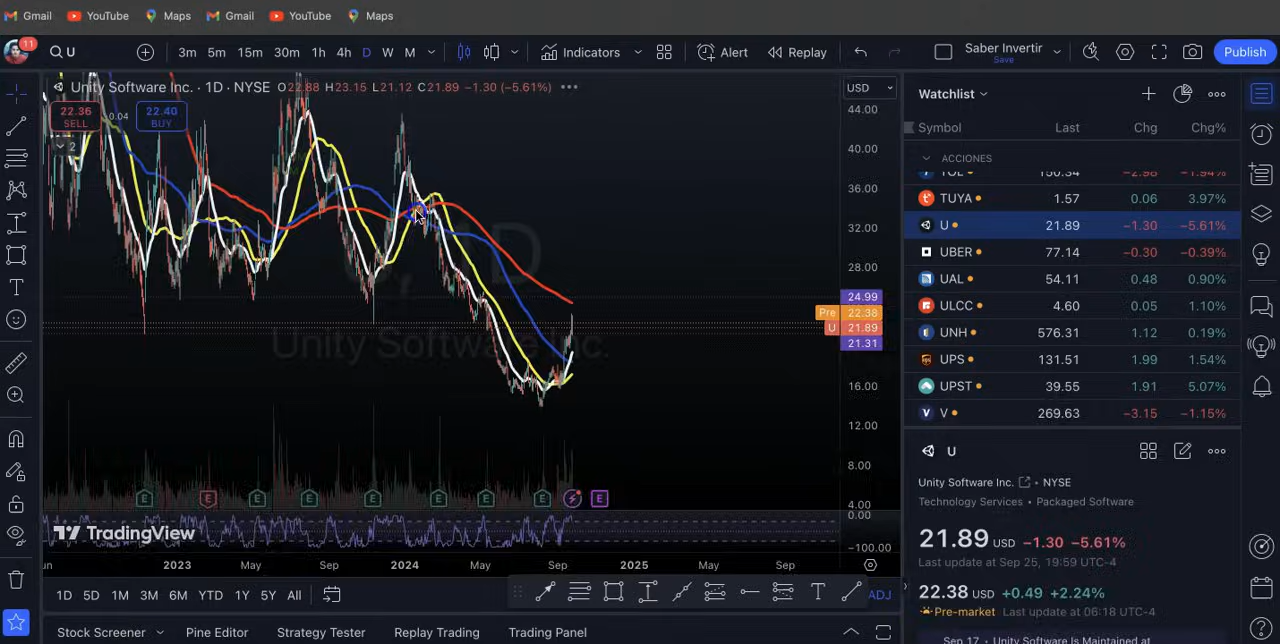 Gmail YouTube Maps Gmail YouTube Maps
11 U 3m 5m 15m 30m 1h 4h D W M Indicators Alert Replay Saber Invertir Save Publish
Unity Software Inc. · 1D · NYSE O22.88 H23.15 L21.12 C21.89 −1.30 (−5.61%)
USD
22.36 SELL 0.04 22.40 BUY
2
44.00
40.00
36.00
32.00
28.00
24.99
Pre 22.38
U 21.89
21.31
16.00
12.00
8.00
4.00
0.00
−100.00
Unity Software Inc.
E E E E E E E E E
TradingView
2023 May Sep 2024 May Sep 2025 May Sep
1D 5D 1M 3M 6M YTD 1Y 5Y All ADJ
Stock Screener Pine Editor Strategy Tester Replay Trading Trading Panel
Watchlist
Symbol Last Chg Chg%
ACCIONES
TOL 150.34 −2.98 −1.94%
TUYA 1.57 0.06 3.97%
U 21.89 −1.30 −5.61%
UBER 77.14 −0.30 −0.39%
UAL 54.11 0.48 0.90%
ULCC 4.60 0.05 1.10%
UNH 576.31 1.12 0.19%
UPS 131.51 1.99 1.54%
UPST 39.55 1.91 5.07%
V 269.63 −3.15 −1.15%
U
Unity Software Inc. • NYSE
Technology Services • Packaged Software
21.89 USD −1.30 −5.61%
Last update at Sep 25, 19:59 UTC-4
22.38 USD +0.49 +2.24%
Pre-market Last update at 06:18 UTC-4
Sep 17 · Unity Software Is Maintained at